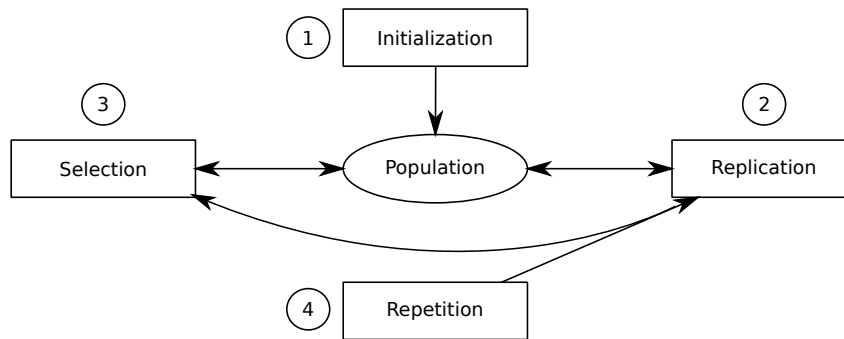 1
Initialization
3
2
Selection
Population
Replication
4
Repetition